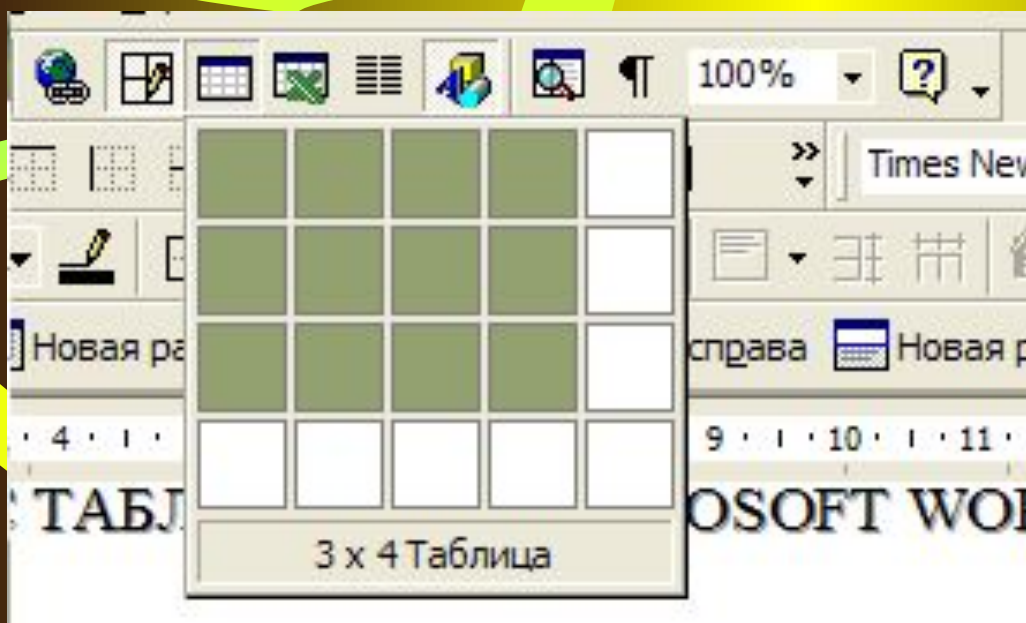 100%
Times New
Новая ра
справа
Новая р
4
9 10 11
ТАБЛ
OSOFT WO
3 x 4 Таблица